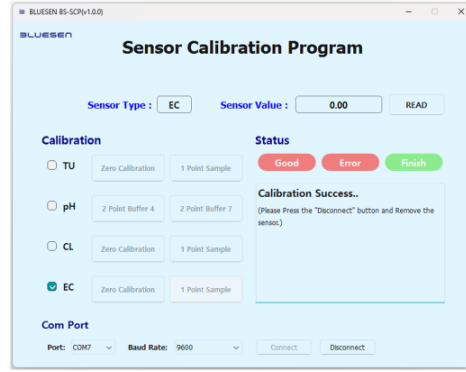 BLUESEN BS-SCP(v1.0.0)
BLUESEN
Sensor Calibration Program
Sensor Type : EC Sensor Value : 0.00 READ
Calibration
TU Zero Calibration 1 Point Sample
pH 2 Point Buffer 4 2 Point Buffer 7
CL Zero Calibration 1 Point Sample
EC Zero Calibration 1 Point Sample
Status
Good Error Finish
Calibration Success..
(Please Press the "Disconnect" button and Remove the
sensor.)
Com Port
Port: COM7 Baud Rate: 9600 Connect Disconnect